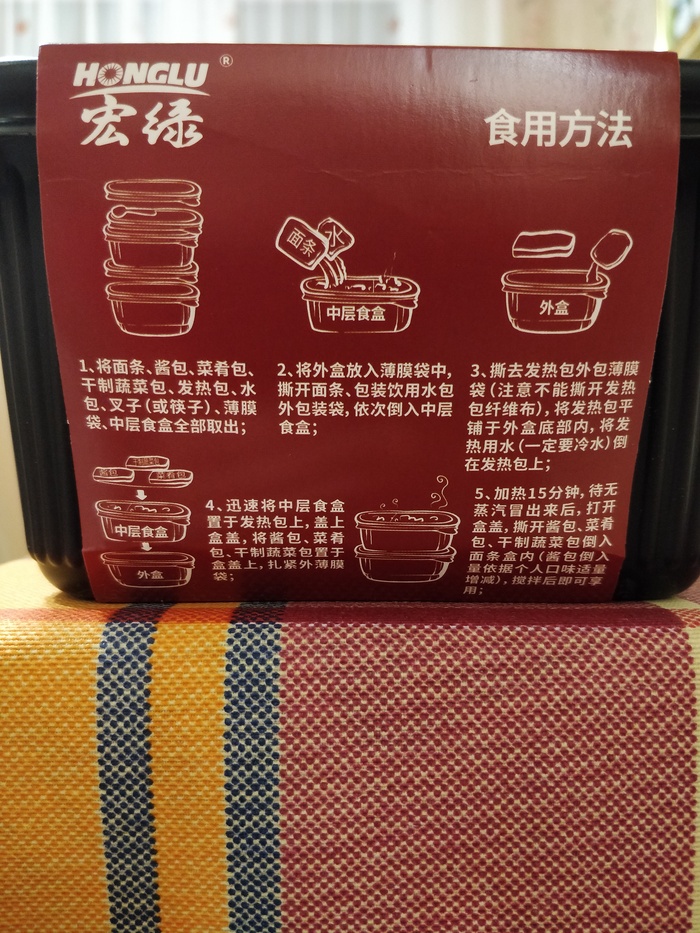 HONGLU®
宏绿
食用方法
面条
水
中层食盒
外盒
1、将面条、酱包、菜肴包、
干制蔬菜包、发热包、水
包、叉子(或筷子)、薄膜
袋、中层食盒全部取出;
2、将外盒放入薄膜袋中,
撕开面条、包装饮用水包
外包装袋,依次倒入中层
食盒;
3、撕去发热包外包薄膜
袋(注意不能撕开发热
包纤维布),将发热包平
铺于外盒底部内,将发
热用水(一定要冷水)倒
在发热包上;
酱包
菜肴包
中层食盒
外盒
4、迅速将中层食盒
置于发热包上,盖上
盒盖,将酱包、菜肴
包、干制蔬菜包置于
盒盖上,扎紧外薄膜
袋;
5、加热15分钟,待无
蒸汽冒出来后,打开
盒盖,撕开酱包、菜肴
包、干制蔬菜包倒入
面条盒内(酱包倒入
量依据个人口味适量
增减),搅拌后即可享
用;